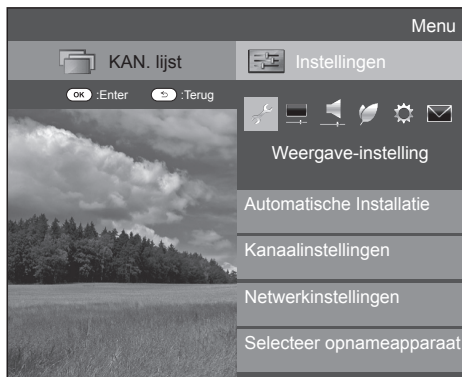 Menu
KAN. lijst
Instellingen
OK :Enter :Terug
Weergave-instelling
Automatische Installatie
Kanaalinstellingen
Netwerkinstellingen
Selecteer opnameapparaat